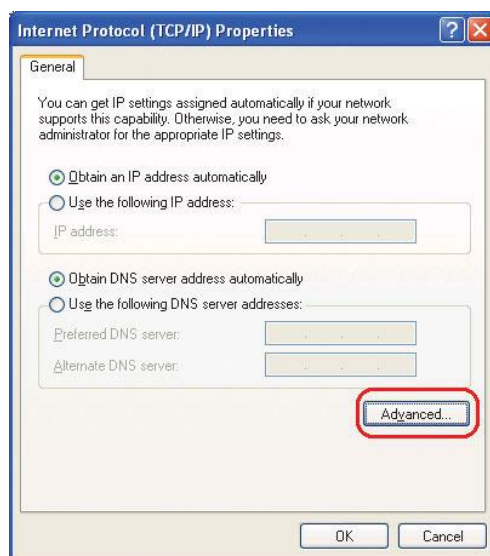 Internet Protocol (TCP/IP) Properties
General
You can get IP settings assigned automatically if your network
supports this capability. Otherwise, you need to ask your network
administrator for the appropriate IP settings.
Obtain an IP address automatically
Use the following IP address:
IP address:
Obtain DNS server address automatically
Use the following DNS server addresses:
Preferred DNS server:
Alternate DNS server:
Advanced...
OK Cancel